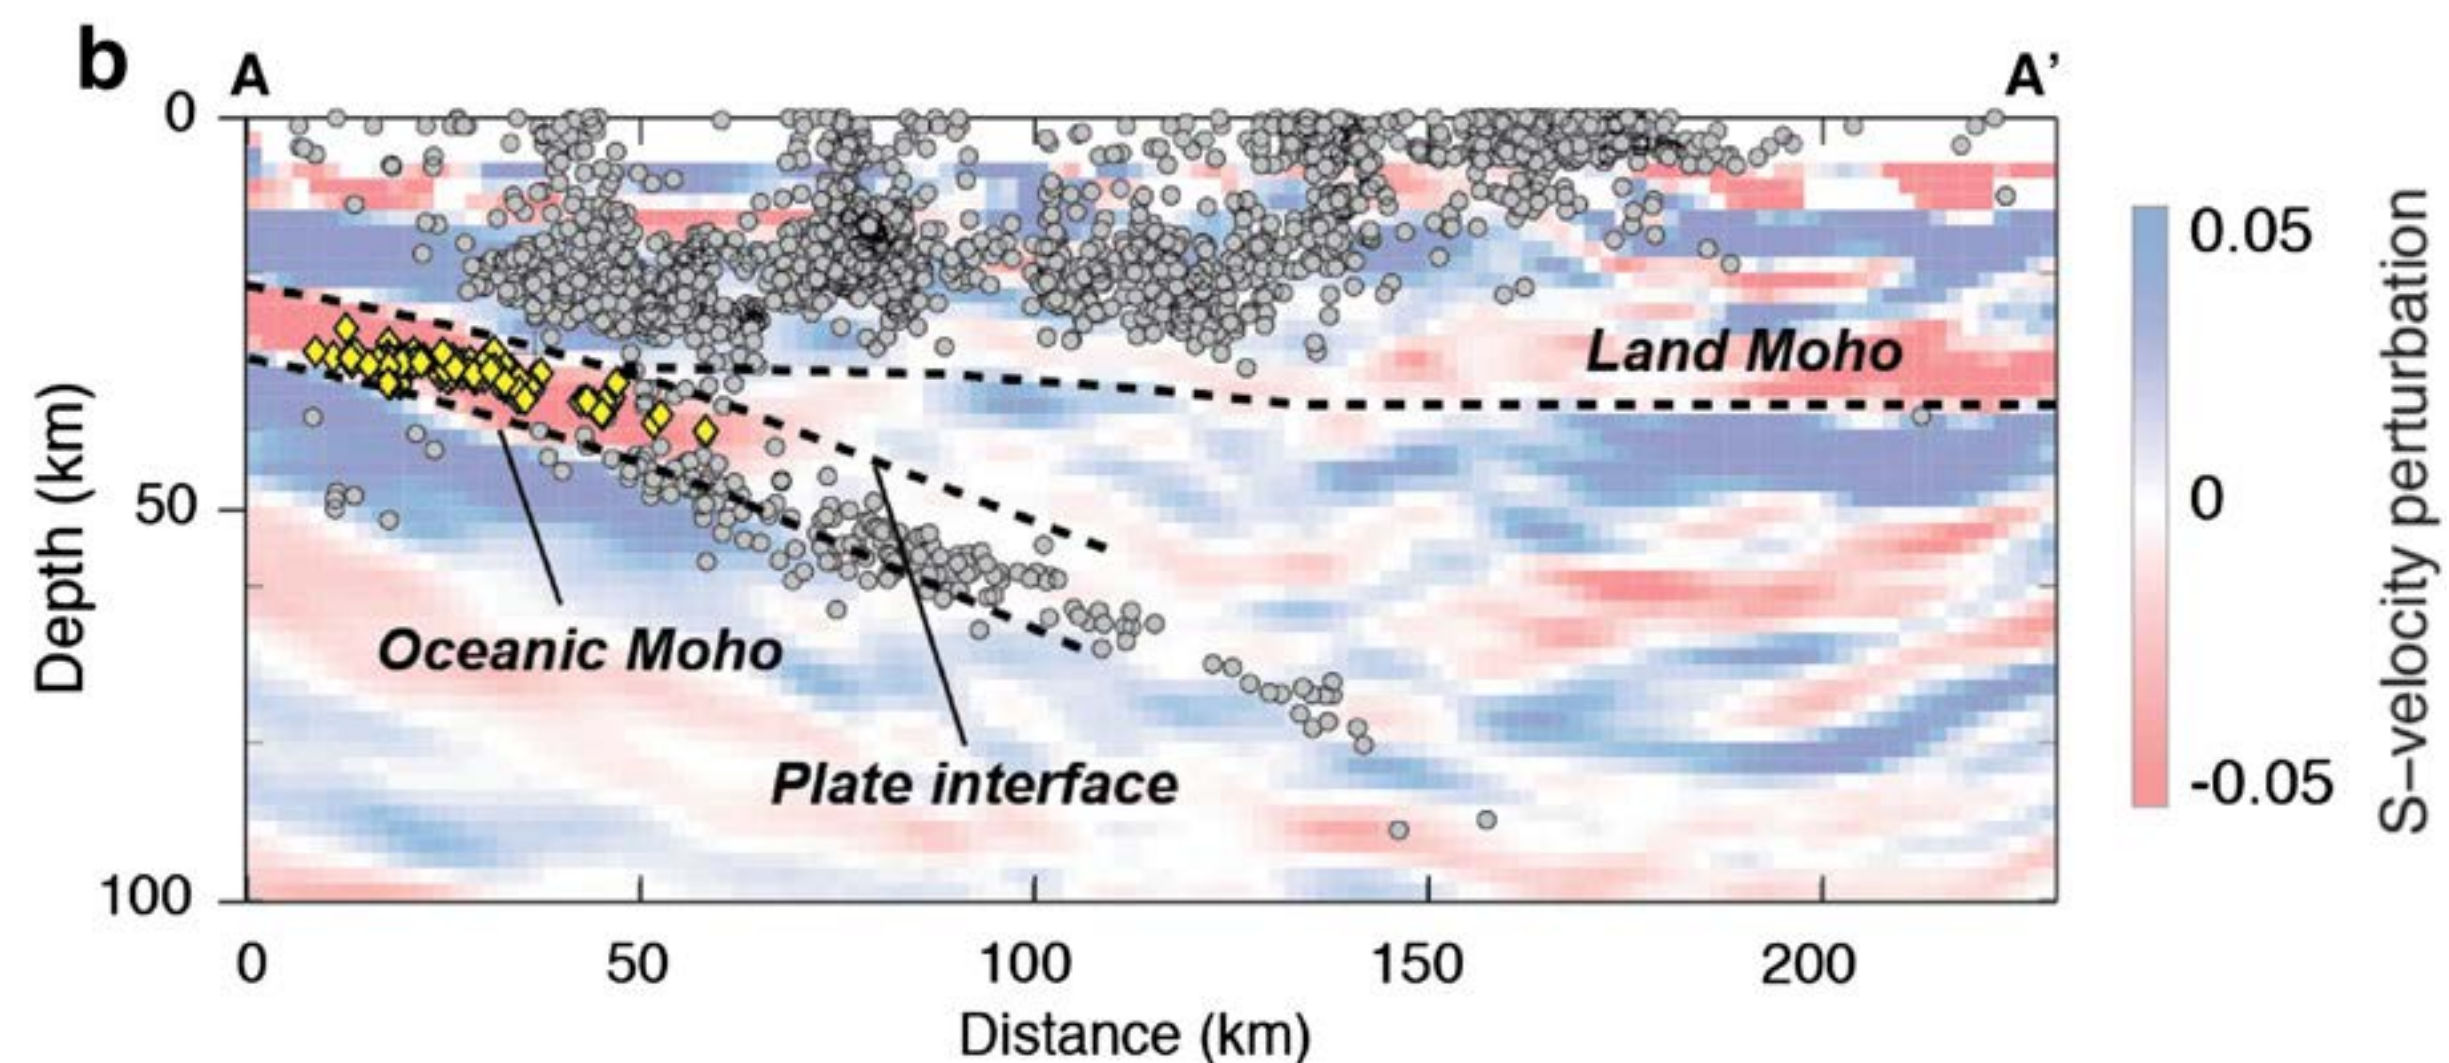 b
A
A’
0
50
100
Depth (km)
Land Moho
Oceanic Moho
Plate interface
0
50
100
150
200
Distance (km)
0.05
0
-0.05
S–velocity perturbation